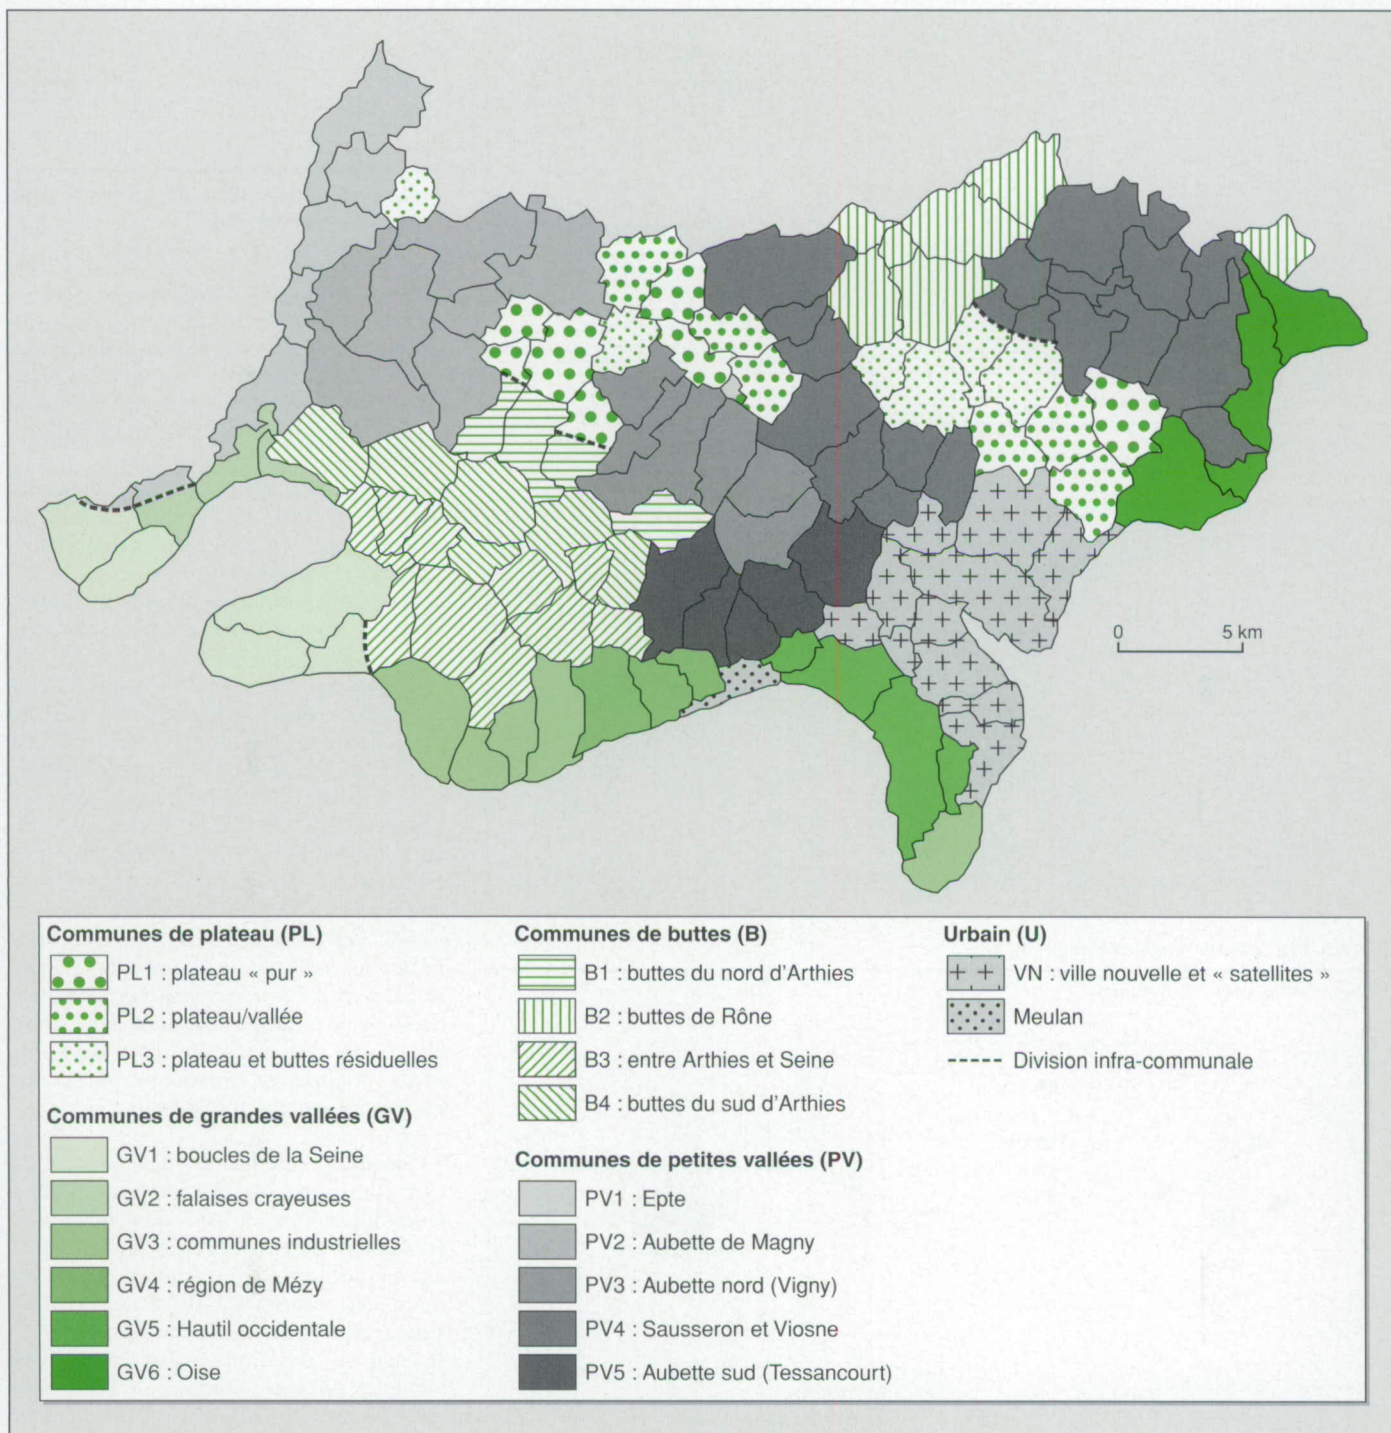 0 5 km
Communes de plateau (PL)
PL1 : plateau « pur »
PL2 : plateau/vallée
PL3 : plateau et buttes résiduelles
Communes de grandes vallées (GV)
GV1 : boucles de la Seine
GV2 : falaises crayeuses
GV3 : communes industrielles
GV4 : région de Mézy
GV5 : Hautil occidentale
GV6 : Oise
Communes de buttes (B)
B1 : buttes du nord d'Arthies
B2 : buttes de Rône
B3 : entre Arthies et Seine
B4 : buttes du sud d'Arthies
Communes de petites vallées (PV)
PV1 : Epte
PV2 : Aubette de Magny
PV3 : Aubette nord (Vigny)
PV4 : Sausseron et Viosne
PV5 : Aubette sud (Tessancourt)
Urbain (U)
VN : ville nouvelle et « satellites »
Meulan
Division infra-communale